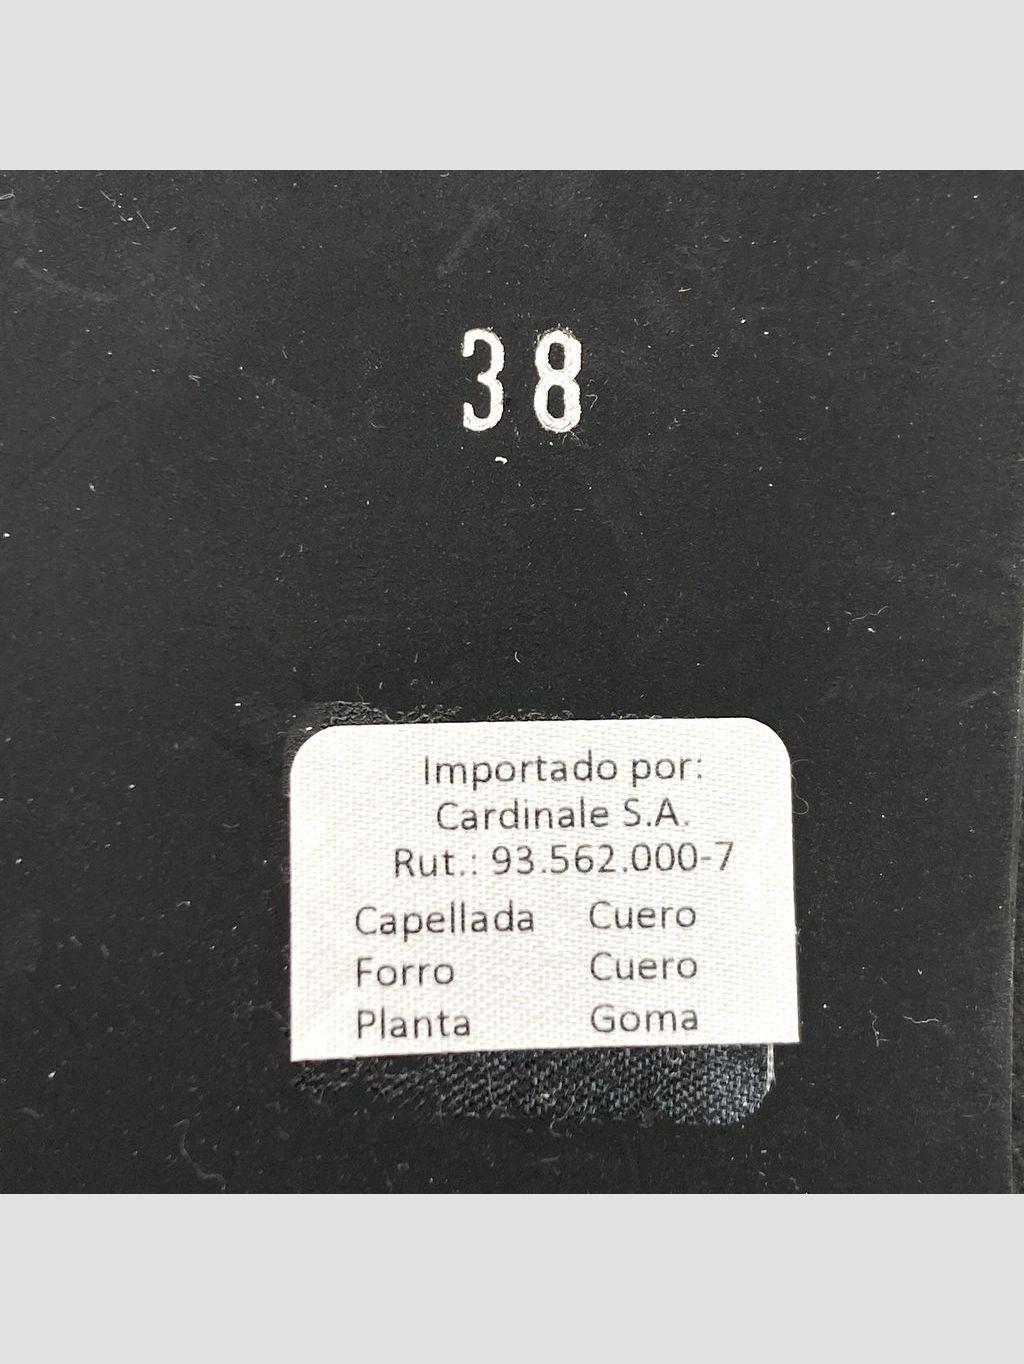 38
Importado por:
Cardinale S.A.
Rut.: 93.562.000-7
Capellada Cuero
Forro Cuero
Planta Goma